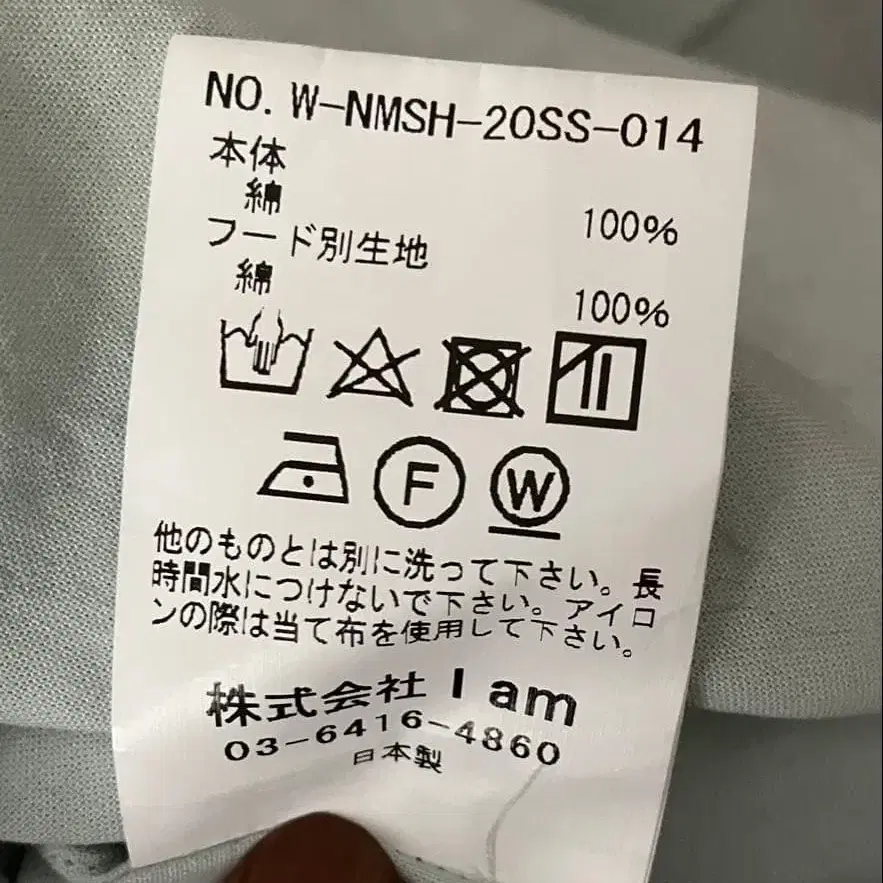 NO. W-NMSH-20SS-014
本体
綿 100%
フード別生地
綿 100%
F W
他のものとは別に洗って下さい。長
時間水につけないで下さい。アイロ
ンの際は当て布を使用して下さい。
株式会社 I am
03-6416-4860
日本製